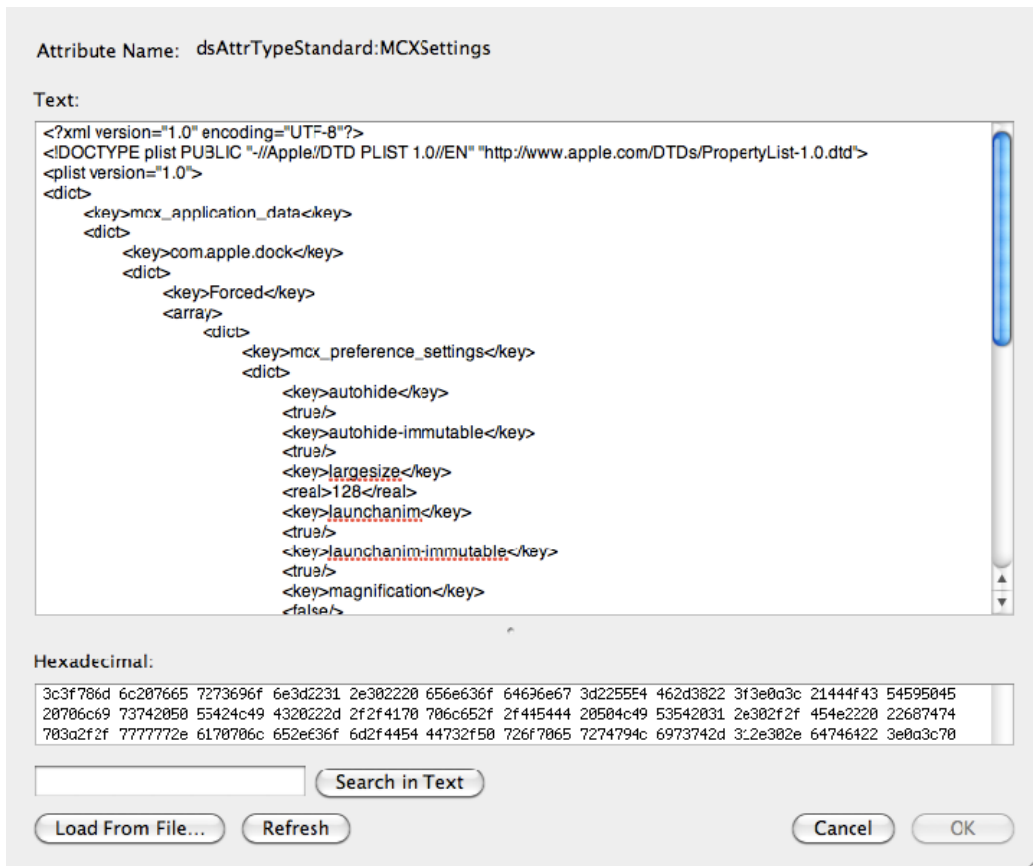 Attribute Name: dsAttrTypeStandard:MCXSettings
Text:
<?xml version="1.0" encoding="UTF-8"?>
<!DOCTYPE plist PUBLIC "-//Apple//DTD PLIST 1.0//EN" "http://www.apple.com/DTDs/PropertyList-1.0.dtd">
<plist version="1.0">
<dict>
<key>mcx_application_data</key>
<dict>
<key>com.apple.dock</key>
<dict>
<key>Forced</key>
<array>
<dict>
<key>mcx_preference_settings</key>
<dict>
<key>autohide</key>
<true/>
<key>autohide-immutable</key>
<true/>
<key>largesize</key>
<real>128</real>
<key>launchanim</key>
<true/>
<key>launchanim-immutable</key>
<true/>
<key>magnification</key>
<false/>
Hexadecimal:
3c3f786d 6c207665 7273696f 6e3d2231 2e302220 656e636f 64696e67 3d225554 462d3822 3f3e0a3c 21444f43 54595045
20706c69 73742050 55424c49 4320222d 2f2f4170 706c652f 2f445444 20504c49 53542031 2e302f2f 454e2220 22687474
703a2f2f 7777772e 6170706c 652e636f 6d2f4454 44732f50 726f7065 7274794c 6973742d 312e302e 64746422 3e0a3c70
Search in Text
Load From File... Refresh Cancel OK